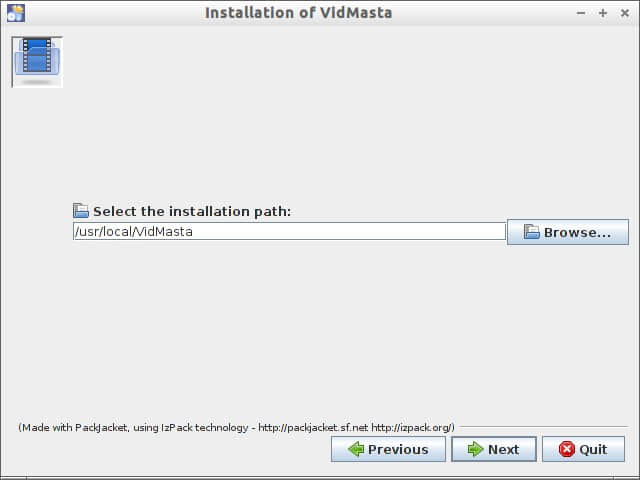 Installation of VidMasta
Select the installation path:
/usr/local/VidMasta
Browse...
(Made with PackJacket, using IzPack technology - http://packjacket.sf.net http://izpack.org/)
Previous
Next
Quit